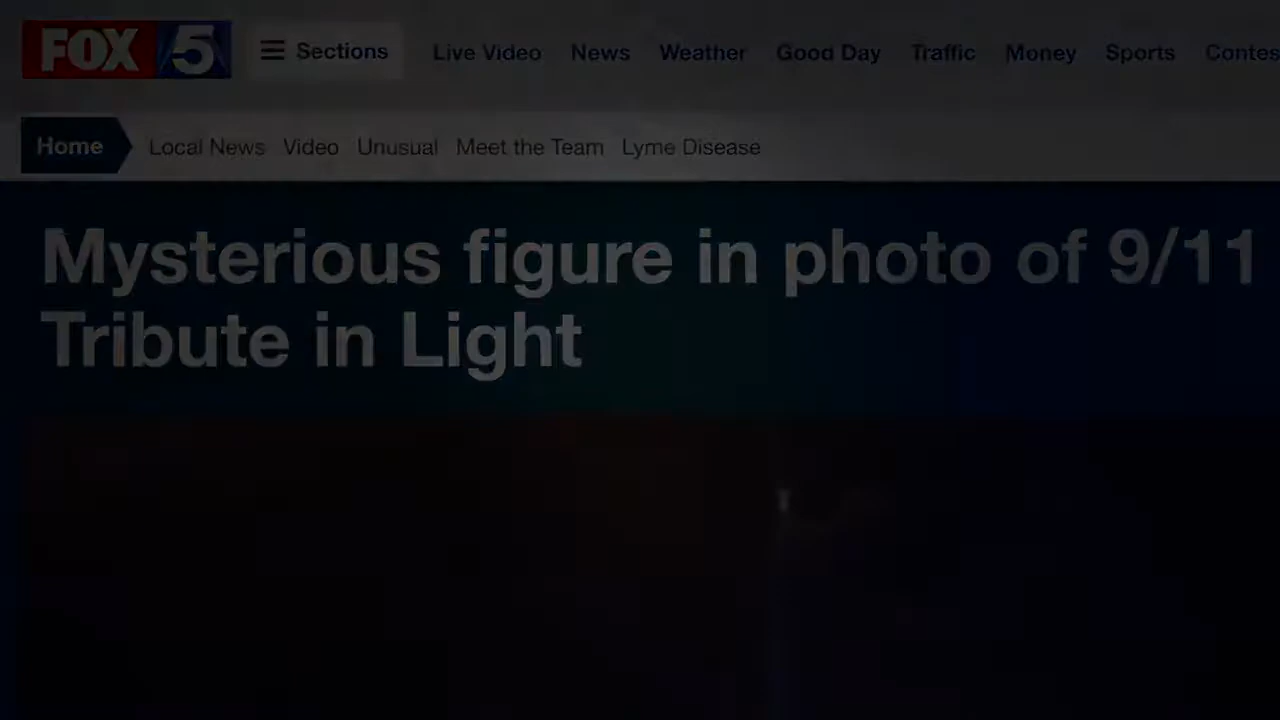 FOX 5
Sections Live Video News Weather Good Day Traffic Money Sports Contes
Home Local News Video Unusual Meet the Team Lyme Disease
Mysterious figure in photo of 9/11
Tribute in Light